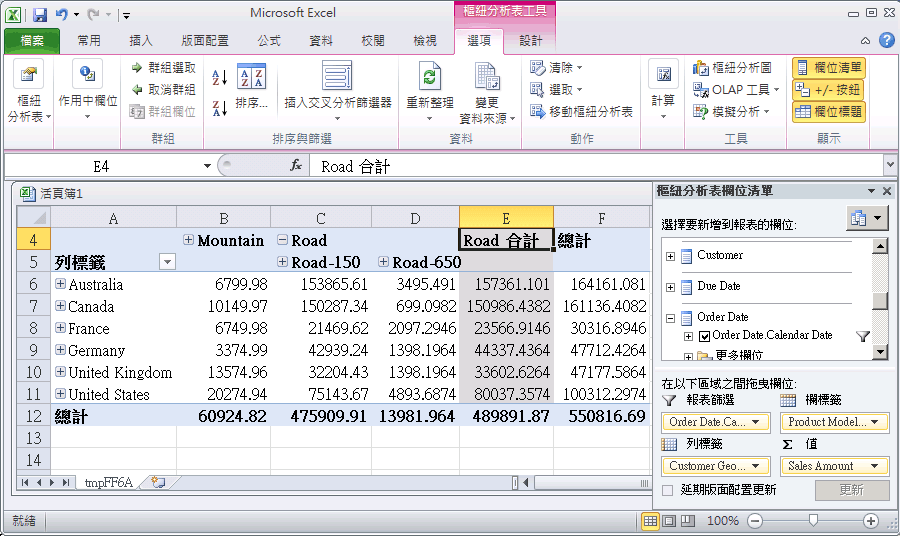 Microsoft Excel
樞紐分析表工具
檔案 常用 插入 版面配置 公式 資料 校閱 檢視 選項 設計
樞紐
分析表
作用中欄位
群組選取
取消群組
群組欄位
群組
排序...
插入交叉分析篩選器
排序與篩選
重新整理
變更
資料來源
資料
清除
選取
移動樞紐分析表
動作
計算
樞紐分析圖
OLAP 工具
模擬分析
工具
欄位清單
+/- 按鈕
欄位標題
顯示
E4 fx Road 合計
活頁簿1
A B C D E F
4 Mountain Road Road 合計 總計
5 列標籤 Road-150 Road-650
6 Australia 6799.98 153865.61 3495.491 157361.101 164161.081
7 Canada 10149.97 150287.34 699.0982 150986.4382 161136.4082
8 France 6749.98 21469.62 2097.2946 23566.9146 30316.8946
9 Germany 3374.99 42939.24 1398.1964 44337.4364 47712.4264
10 United Kingdom 13574.96 32204.43 1398.1964 33602.6264 47177.5864
11 United States 20274.94 75143.67 4893.6874 80037.3574 100312.2974
12 總計 60924.82 475909.91 13981.964 489891.87 550816.69
13
14
tmpFF6A
樞紐分析表欄位清單
選擇要新增到報表的欄位:
Customer
Due Date
Order Date
Order Date.Calendar Date
更多欄位
在以下區域之間拖曳欄位:
報表篩選 欄標籤
Order Date.Ca... Product Model...
列標籤 Σ 值
Customer Geo... Sales Amount
延期版面配置更新 更新
就緒 100%